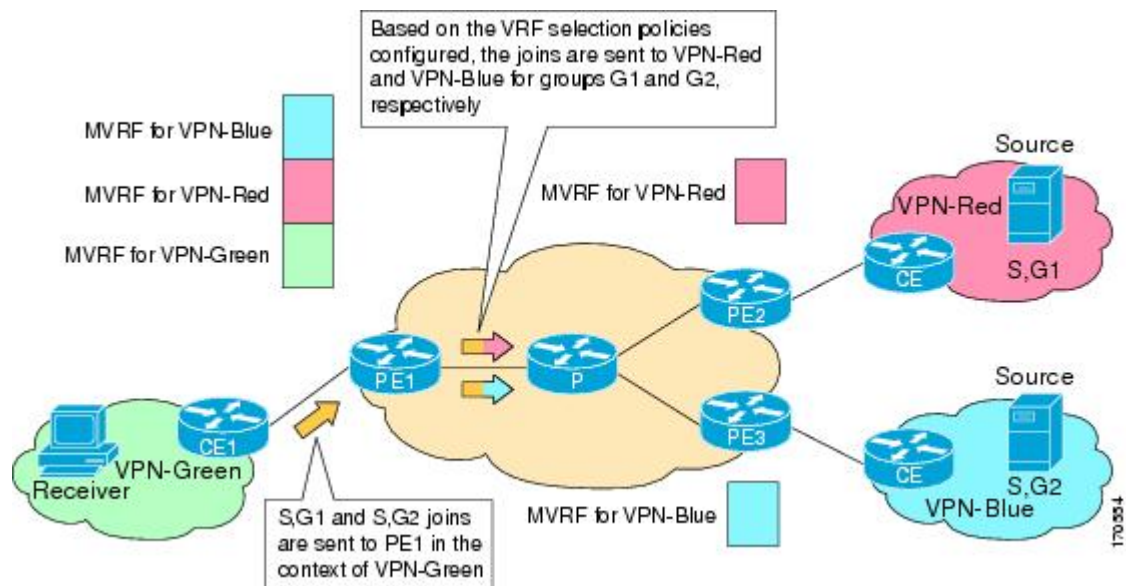 Based on the VRF selection policies
configured, the joins are sent to VPN-Red
and VPN-Blue for groups G1 and G2,
respectively
MVRF for VPN-Blue
MVRF for VPN-Red
MVRF for VPN-Green
MVRF for VPN-Red
Source
VPN-Red
CE
S,G1
PE2
PE1
P
PE3
CE1
VPN-Green
Receiver
Source
CE
S,G2
VPN-Blue
MVRF for VPN-Blue
S,G1 and S,G2 joins
are sent to PE1 in the
context of VPN-Green
170554